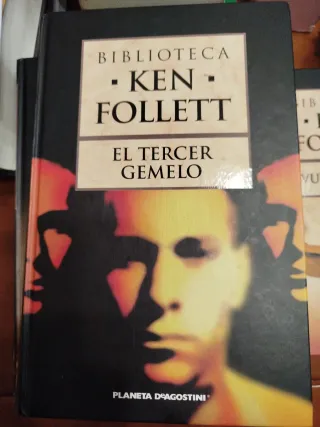 BIBLIOTECA
KEN
FOLLETT
EL TERCER
GEMELO
PLANETA DEAGOSTINI